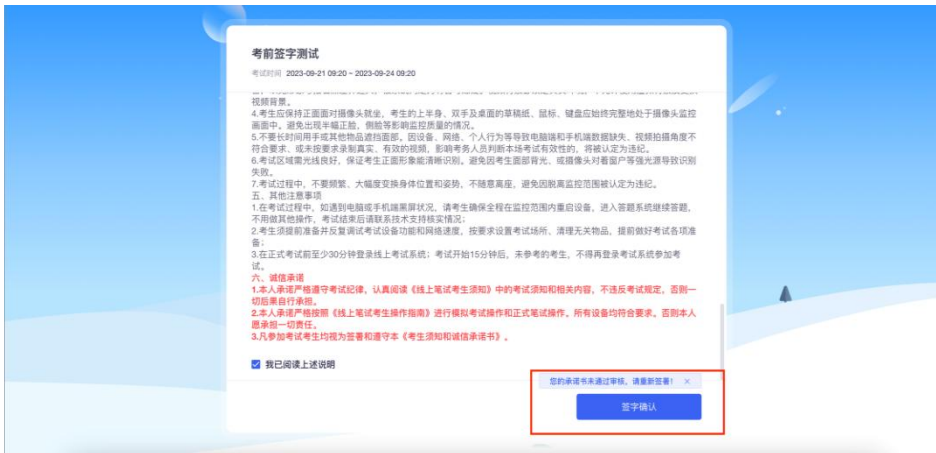 考前签字测试
考试时间 2023-09-21 09:20 ~ 2023-09-24 09:20
视频背景。
4.考生应保持正面面对摄像头就坐，考生的上半身、双手及桌面的草稿纸、鼠标、键盘应始终完整地处于摄像头监控
画面中。避免出现半幅正脸，侧脸等影响监控质量的情况。
5.不要长时间用手或其他物品遮挡面部。因设备、网络、个人行为等导致电脑端和手机端数据缺失、视频拍摄角度不
符合要求、或未按要求录制真实、有效的视频，影响考务人员判断本场考试有效性的，将被认定为违纪。
6.考试区域需光线良好，保证考生正面形象能清晰识别。避免因考生面部背光、或摄像头对着窗户等强光源导致识别
失败。
7.考试过程中，不要频繁、大幅度变换身体位置和姿势，不随意离座，避免因脱离监控范围被认定为违纪。
五、其他注意事项
1.在考试过程中，如遇到电脑或手机端黑屏状况，请考生确保全程在监控范围内重启设备，进入答题系统继续答题，
不用做其他操作，考试结束后请联系技术支持核实情况；
2.考生须提前准备并反复调试考试设备功能和网络速度，按要求设置考试场所、清理无关物品，提前做好考试各项准
备；
3.在正式考试前至少30分钟登录线上考试系统；考试开始15分钟后，未参考的考生，不得再登录考试系统参加考
试。
六、诚信承诺
1.本人承诺严格遵守考试纪律，认真阅读《线上笔试考生须知》中的考试须知和相关内容，不违反考试规定，否则一
切后果自行承担。
2.本人承诺严格按照《线上笔试考生操作指南》进行模拟考试操作和正式笔试操作。所有设备均符合要求。否则本人
愿承担一切责任。
3.凡参加考试考生均视为签署和遵守本《考生须知和诚信承诺书》。
我已阅读上述说明
您的承诺书未通过审核，请重新签署！ ×
签字确认